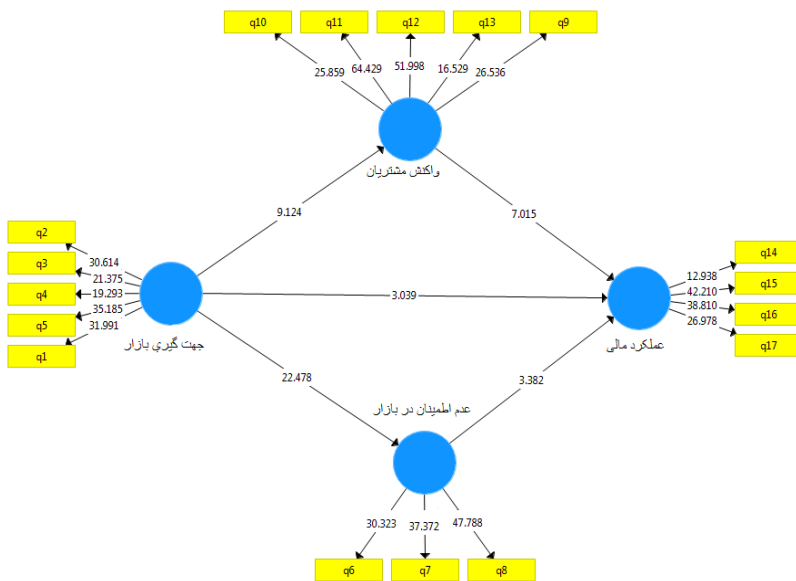 q10
q11
q12
q13
q9
25.859
64.429
51.998
16.529
26.536
واکنش مشتریان
9.124
7.015
q2
q3
q4
q5
q1
30.614
21.375
19.293
35.185
31.991
جهت گيري بازار
3.039
q14
q15
q16
q17
12.938
42.210
38.810
26.978
عملکرد مالی
22.478
3.382
عدم اطمینان در بازار
30.323
37.372
47.788
q6
q7
q8